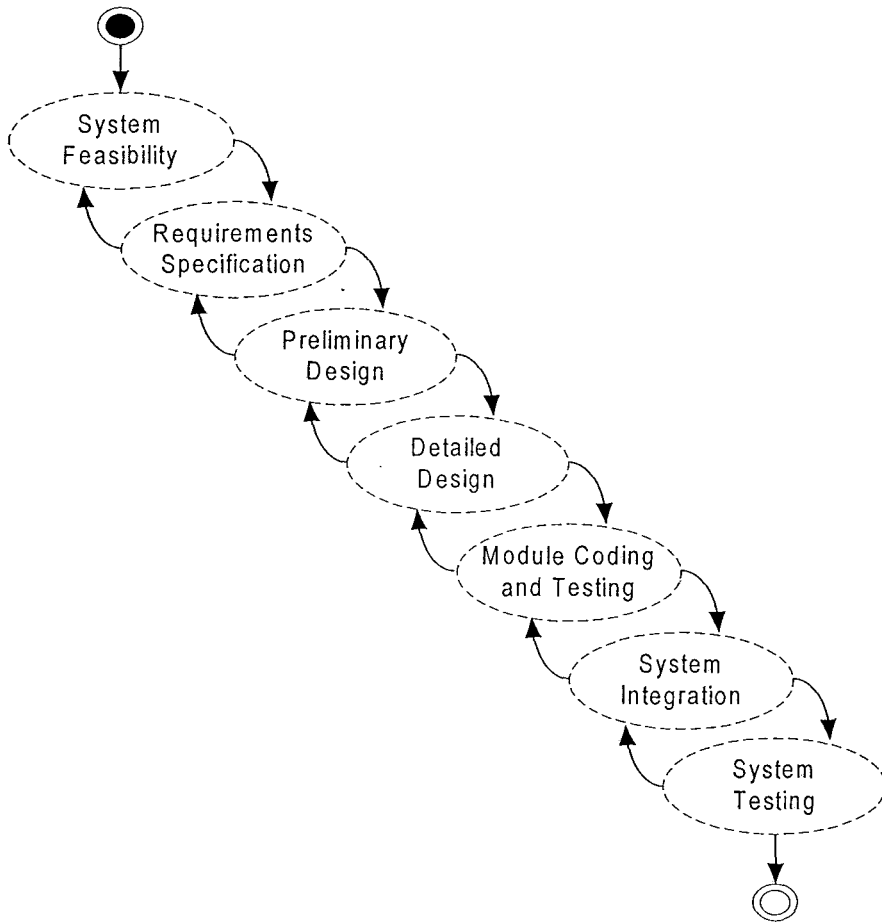 System
Feasibility
Requirements
Specification
Preliminary
Design
Detailed
Design
Module Coding
and Testing
System
Integration
System
Testing